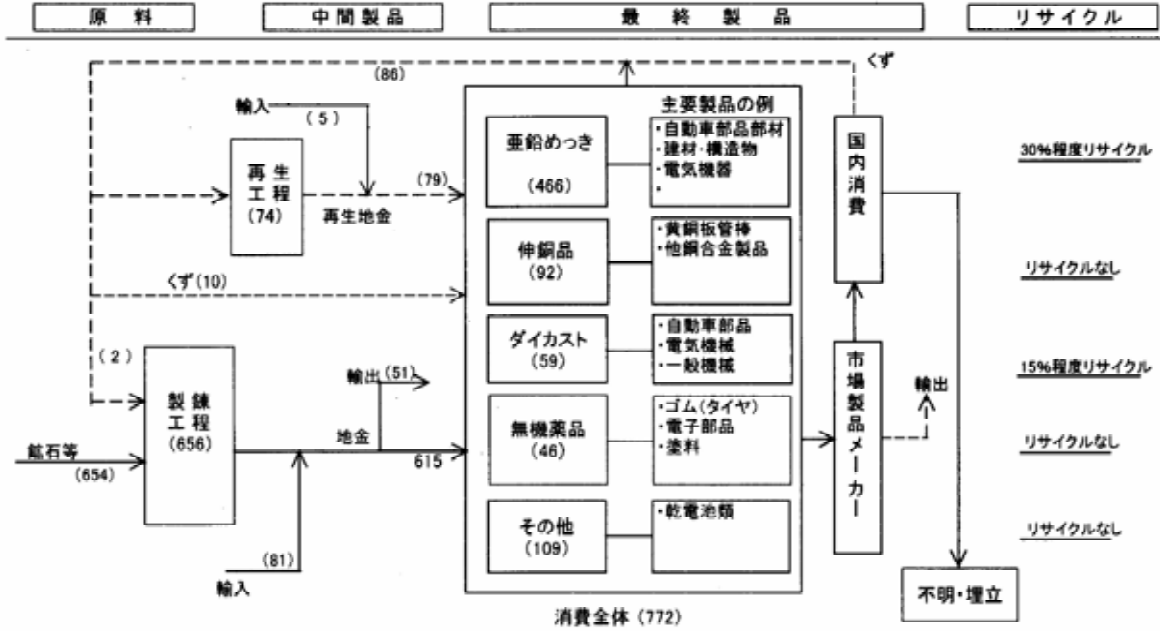 原料
中間製品
最終製品
リサイクル
(86)
くず
輸入
(5)
再生
工程
(74)
(79)
再生地金
くず(10)
(2)
製錬
工程
(656)
鉱石等
(654)
輸出(51)
地金
615
(81)
輸入
主要製品の例
亜鉛めっき
(466)
・自動車部品部材
・建材・構造物
・電気機器
・
伸銅品
(92)
・黄銅板管棒
・他銅合金製品
ダイカスト
(59)
・自動車部品
・電気機械
・一般機械
無機薬品
(46)
・ゴム(タイヤ)
・電子部品
・塗料
その他
(109)
・乾電池類
消費全体(772)
国内消費
市場製品メーカー
輸出
不明・埋立
30%程度リサイクル
リサイクルなし
15%程度リサイクル
リサイクルなし
リサイクルなし